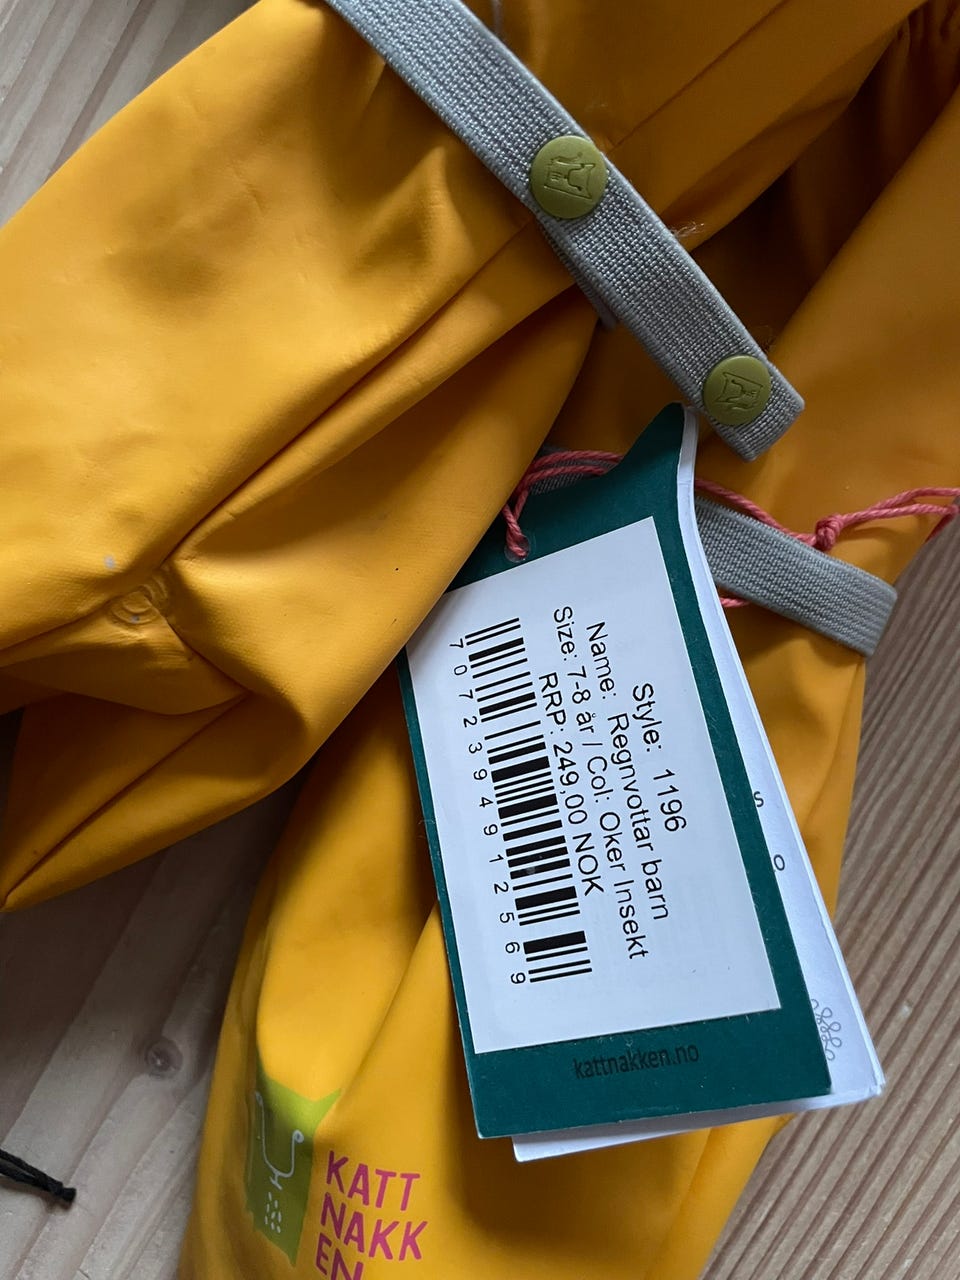 Style: 1196
Name: Regnvottar barn
Size: 7-8 år / Col: Oker Insekt
RRP: 249,00 NOK
7072394912569
kattnakken.no
KATT
NAKK
EN